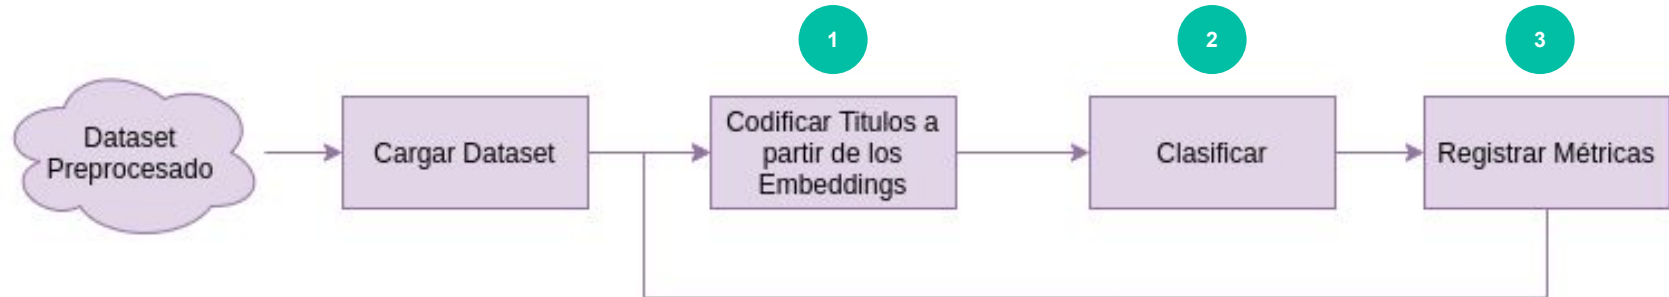 1
2
3
Dataset
Preprocesado
Cargar Dataset
Codificar Titulos a
partir de los
Embeddings
Clasificar
Registrar Métricas